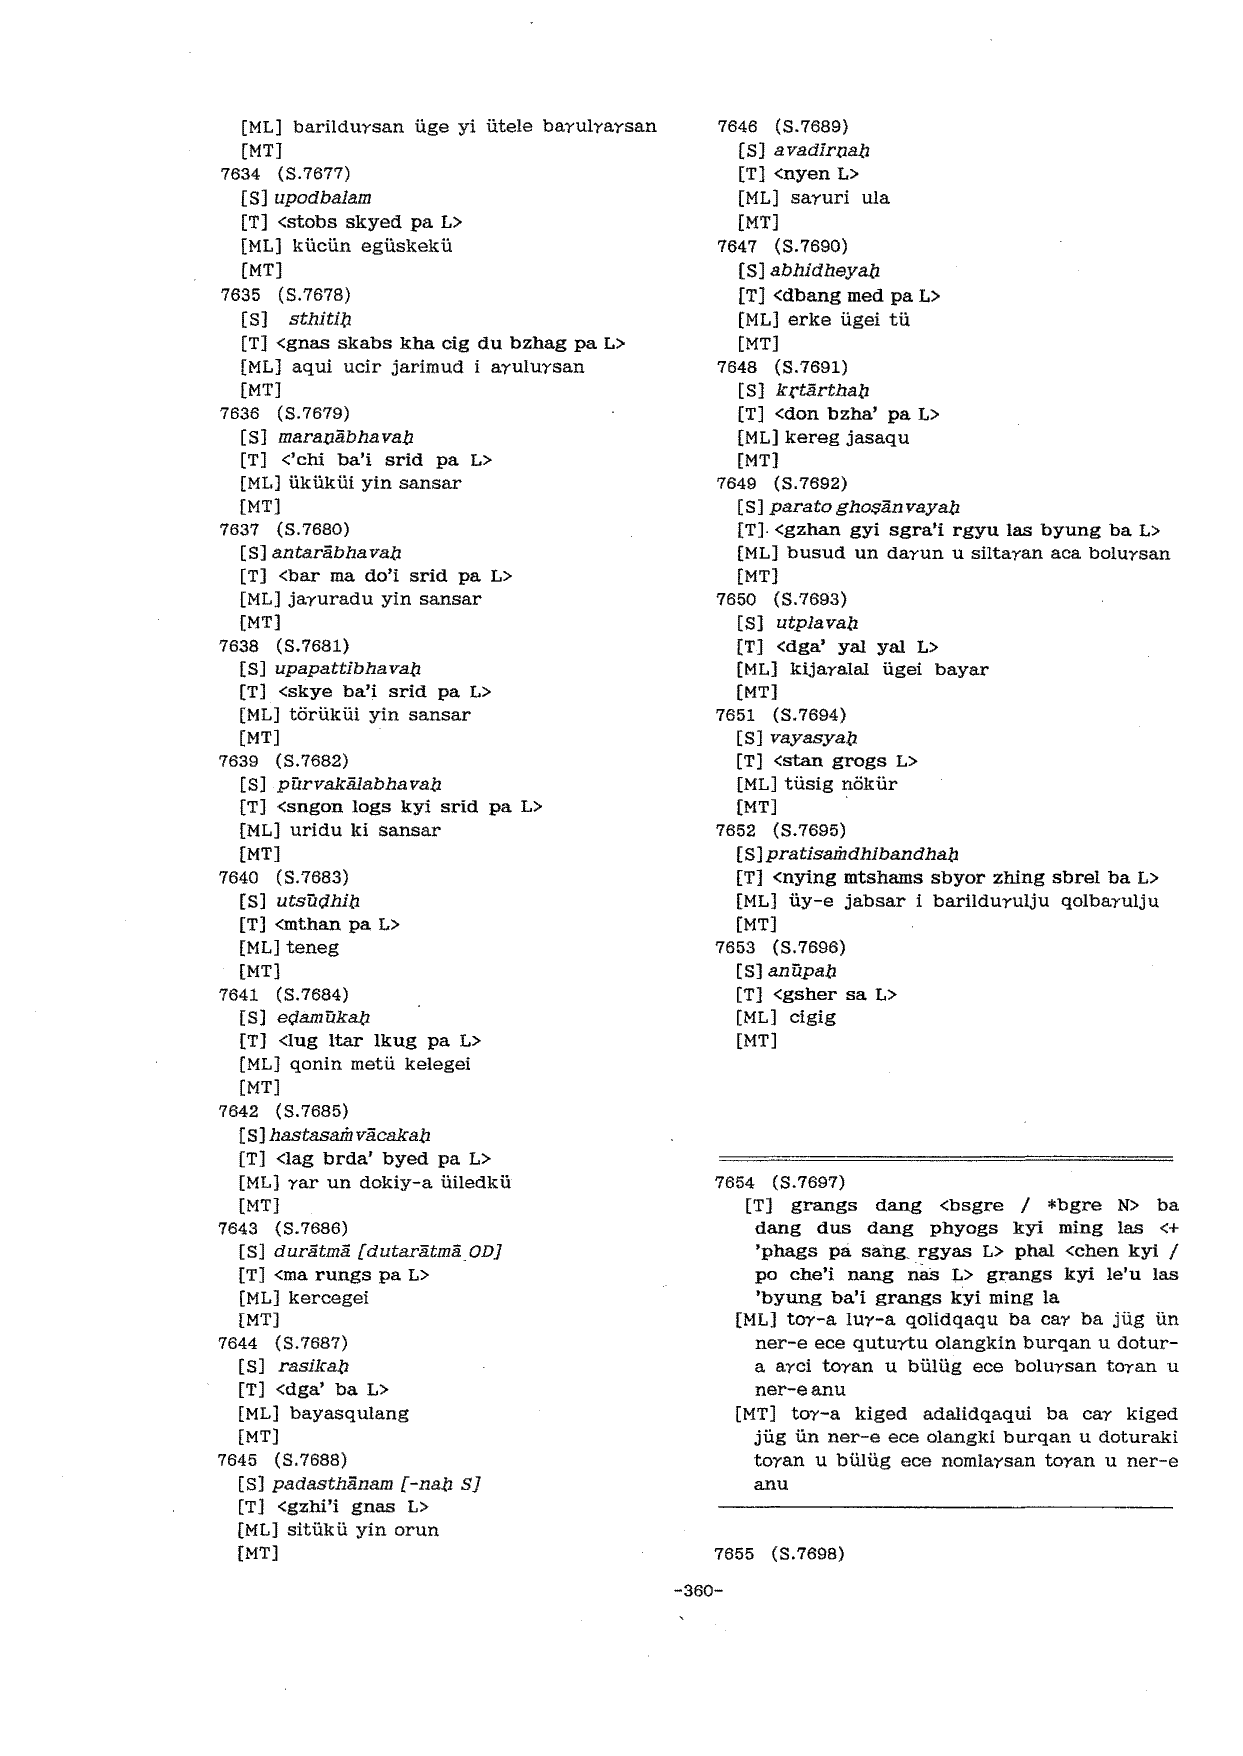 [ML] barilduγsan üge yi ütele baγulγaγsan
[MT]
7634 (S.7677)
[S] upodbalam
[T] <stobs skyed pa L>
[ML] kücün egüskekü
[MT]
7635 (S.7678)
[S] sthitiḥ
[T] <gnas skabs kha cig du bzhag pa L>
[ML] aqui ucir jarimud i aγuluγsan
[MT]
7636 (S.7679)
[S] maraṇābhavaḥ
[T] <'chi ba'i srid pa L>
[ML] üküküi yin sansar
[MT]
7637 (S.7680)
[S] antarābhavaḥ
[T] <bar ma do'i srid pa L>
[ML] jaγuradu yin sansar
[MT]
7638 (S.7681)
[S] upapattibhavaḥ
[T] <skye ba'i srid pa L>
[ML] törüküi yin sansar
[MT]
7639 (S.7682)
[S] pūrvakālabhavaḥ
[T] <sngon logs kyi srid pa L>
[ML] uridu ki sansar
[MT]
7640 (S.7683)
[S] utsūḍhiḥ
[T] <mthan pa L>
[ML] teneg
[MT]
7641 (S.7684)
[S] eḍamūkaḥ
[T] <lug ltar lkug pa L>
[ML] qonin metü kelegei
[MT]
7642 (S.7685)
[S] hastasaṁvācakaḥ
[T] <lag brda' byed pa L>
[ML] γar un dokiy-a üiledkü
[MT]
7643 (S.7686)
[S] durātmā [dutarātmā OD]
[T] <ma rungs pa L>
[ML] kercegei
[MT]
7644 (S.7687)
[S] rasikaḥ
[T] <dga' ba L>
[ML] bayasqulang
[MT]
7645 (S.7688)
[S] padasthānam [-naḥ S]
[T] <gzhi'i gnas L>
[ML] sitükü yin orun
[MT]
7646 (S.7689)
[S] avadirṇaḥ
[T] <nyen L>
[ML] saγuri ula
[MT]
7647 (S.7690)
[S] abhidheyaḥ
[T] <dbang med pa L>
[ML] erke ügei tü
[MT]
7648 (S.7691)
[S] kṛtārthaḥ
[T] <don bzha' pa L>
[ML] kereg jasaqu
[MT]
7649 (S.7692)
[S] parato ghoṣānvayaḥ
[T] <gzhan gyi sgra'i rgyu las byung ba L>
[ML] busud un daγun u siltaγan aca boluγsan
[MT]
7650 (S.7693)
[S] utplavaḥ
[T] <dga' yal yal L>
[ML] kijaγalal ügei bayar
[MT]
7651 (S.7694)
[S] vayasyaḥ
[T] <stan grogs L>
[ML] tüsig nökür
[MT]
7652 (S.7695)
[S] pratisaṁdhibandhaḥ
[T] <nying mtshams sbyor zhing sbrel ba L>
[ML] üy-e jabsar i barilduγulju qolbaγulju
[MT]
7653 (S.7696)
[S] anūpaḥ
[T] <gsher sa L>
[ML] cigig
[MT]
7654 (S.7697)
[T] grangs dang <bsgre / *bgre N> ba
dang dus dang phyogs kyi ming las <+
'phags pa sang rgyas L> phal <chen kyi /
po che'i nang nas L> grangs kyi le'u las
'byung ba'i grangs kyi ming la
[ML] toγ-a luγ-a qolidqaqu ba caγ ba jüg ün
ner-e ece qutuγtu olangkin burqan u dotur-
a aγci toγan u bülüg ece boluγsan toγan u
ner-e anu
[MT] toγ-a kiged adalidqaqui ba caγ kiged
jüg ün ner-e ece olangki burqan u doturaki
toγan u bülüg ece nomlaγsan toγan u ner-e
anu
7655 (S.7698)
-360-